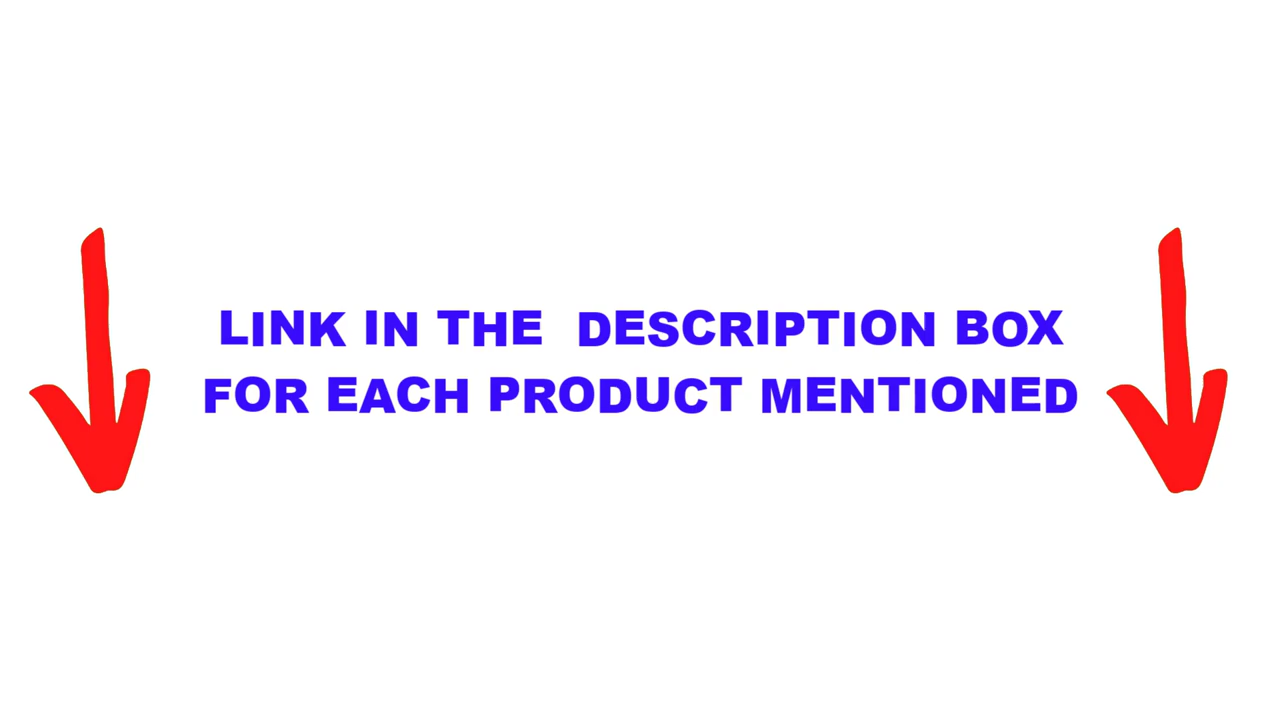 LINK IN THE DESCRIPTION BOX
FOR EACH PRODUCT MENTIONED